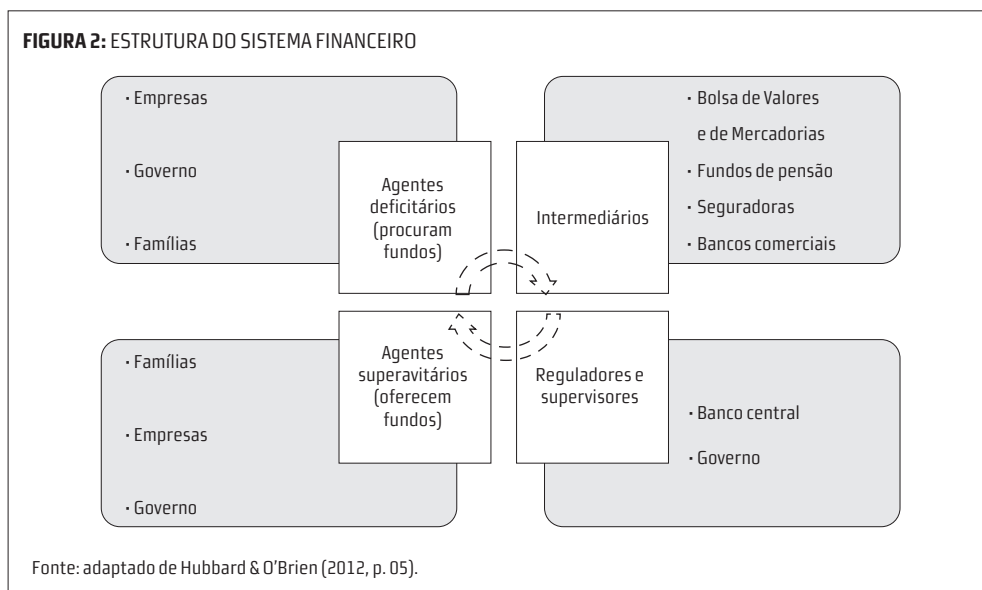 FIGURA 2: ESTRUTURA DO SISTEMA FINANCEIRO
· Empresas
· Governo
· Famílias
Agentes
deficitários
(procuram
fundos)
Intermediários
· Bolsa de Valores
e de Mercadorias
· Fundos de pensão
· Seguradoras
· Bancos comerciais
· Famílias
· Empresas
· Governo
Agentes
superavitários
(oferecem
fundos)
Reguladores e
supervisores
· Banco central
· Governo
Fonte: adaptado de Hubbard & O’Brien (2012, p. 05).